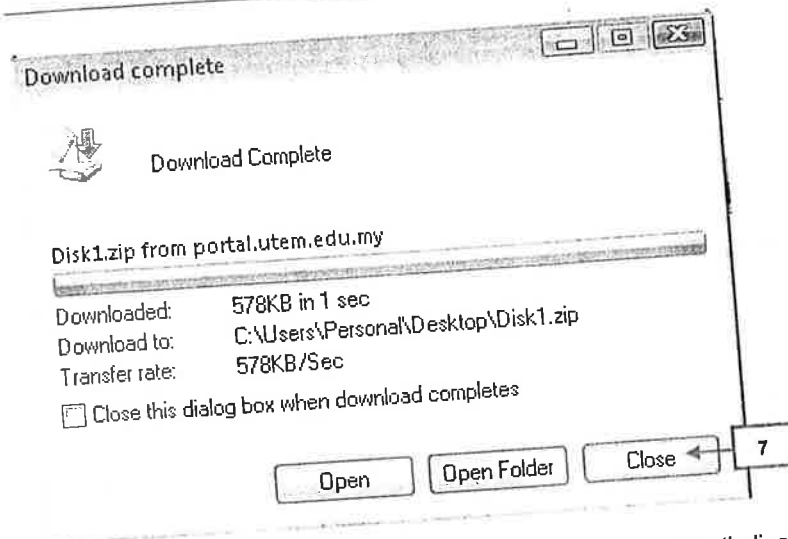 Download complete
Download Complete
Disk1.zip from portal.utem.edu.my
Downloaded: 578KB in 1 sec
Download to: C:\Users\Personal\Desktop\Disk1.zip
Transfer rate: 578KB/Sec
Close this dialog box when download completes
Open Open Folder Close 7